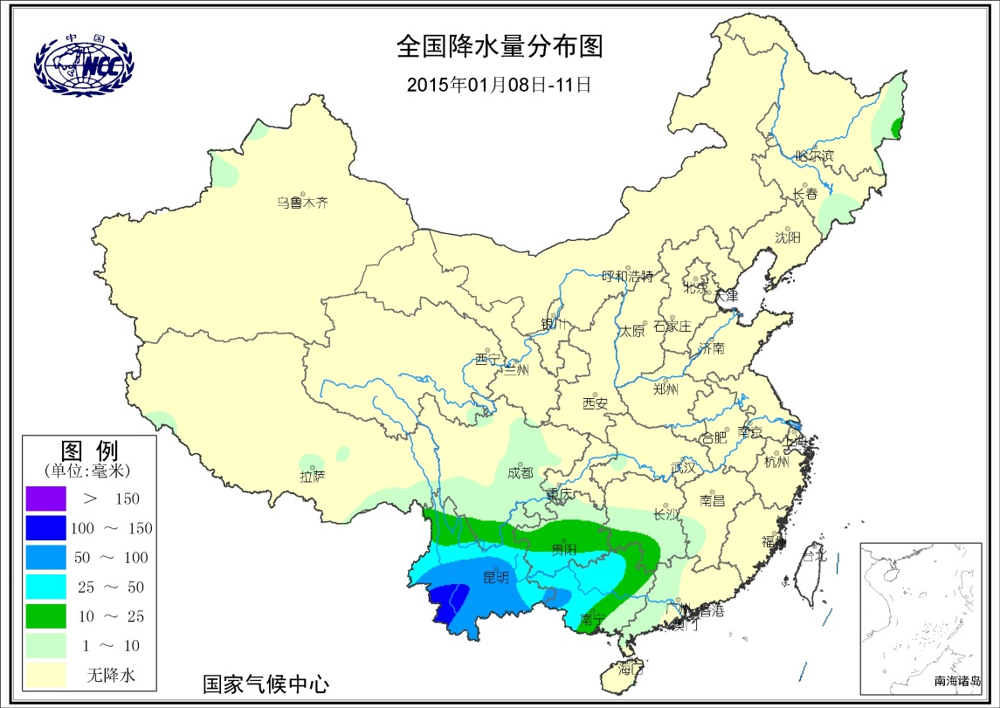 中国
NCC
全国降水量分布图
2015年01月08日-11日
哈尔滨
长春
乌鲁木齐
沈阳
呼和浩特
北京
天津
银川
太原
石家庄
济南
西宁
兰州
郑州
西安
合肥
南京
上海
杭州
武汉
成都
拉萨
重庆
南昌
长沙
福州
贵阳
台北
昆明
南宁
广州
香港
澳门
海口
图 例
(单位:毫米)
＞ 150
100 ～ 150
50 ～ 100
25 ～ 50
10 ～ 25
1 ～ 10
无降水
国家气候中心
南海诸岛